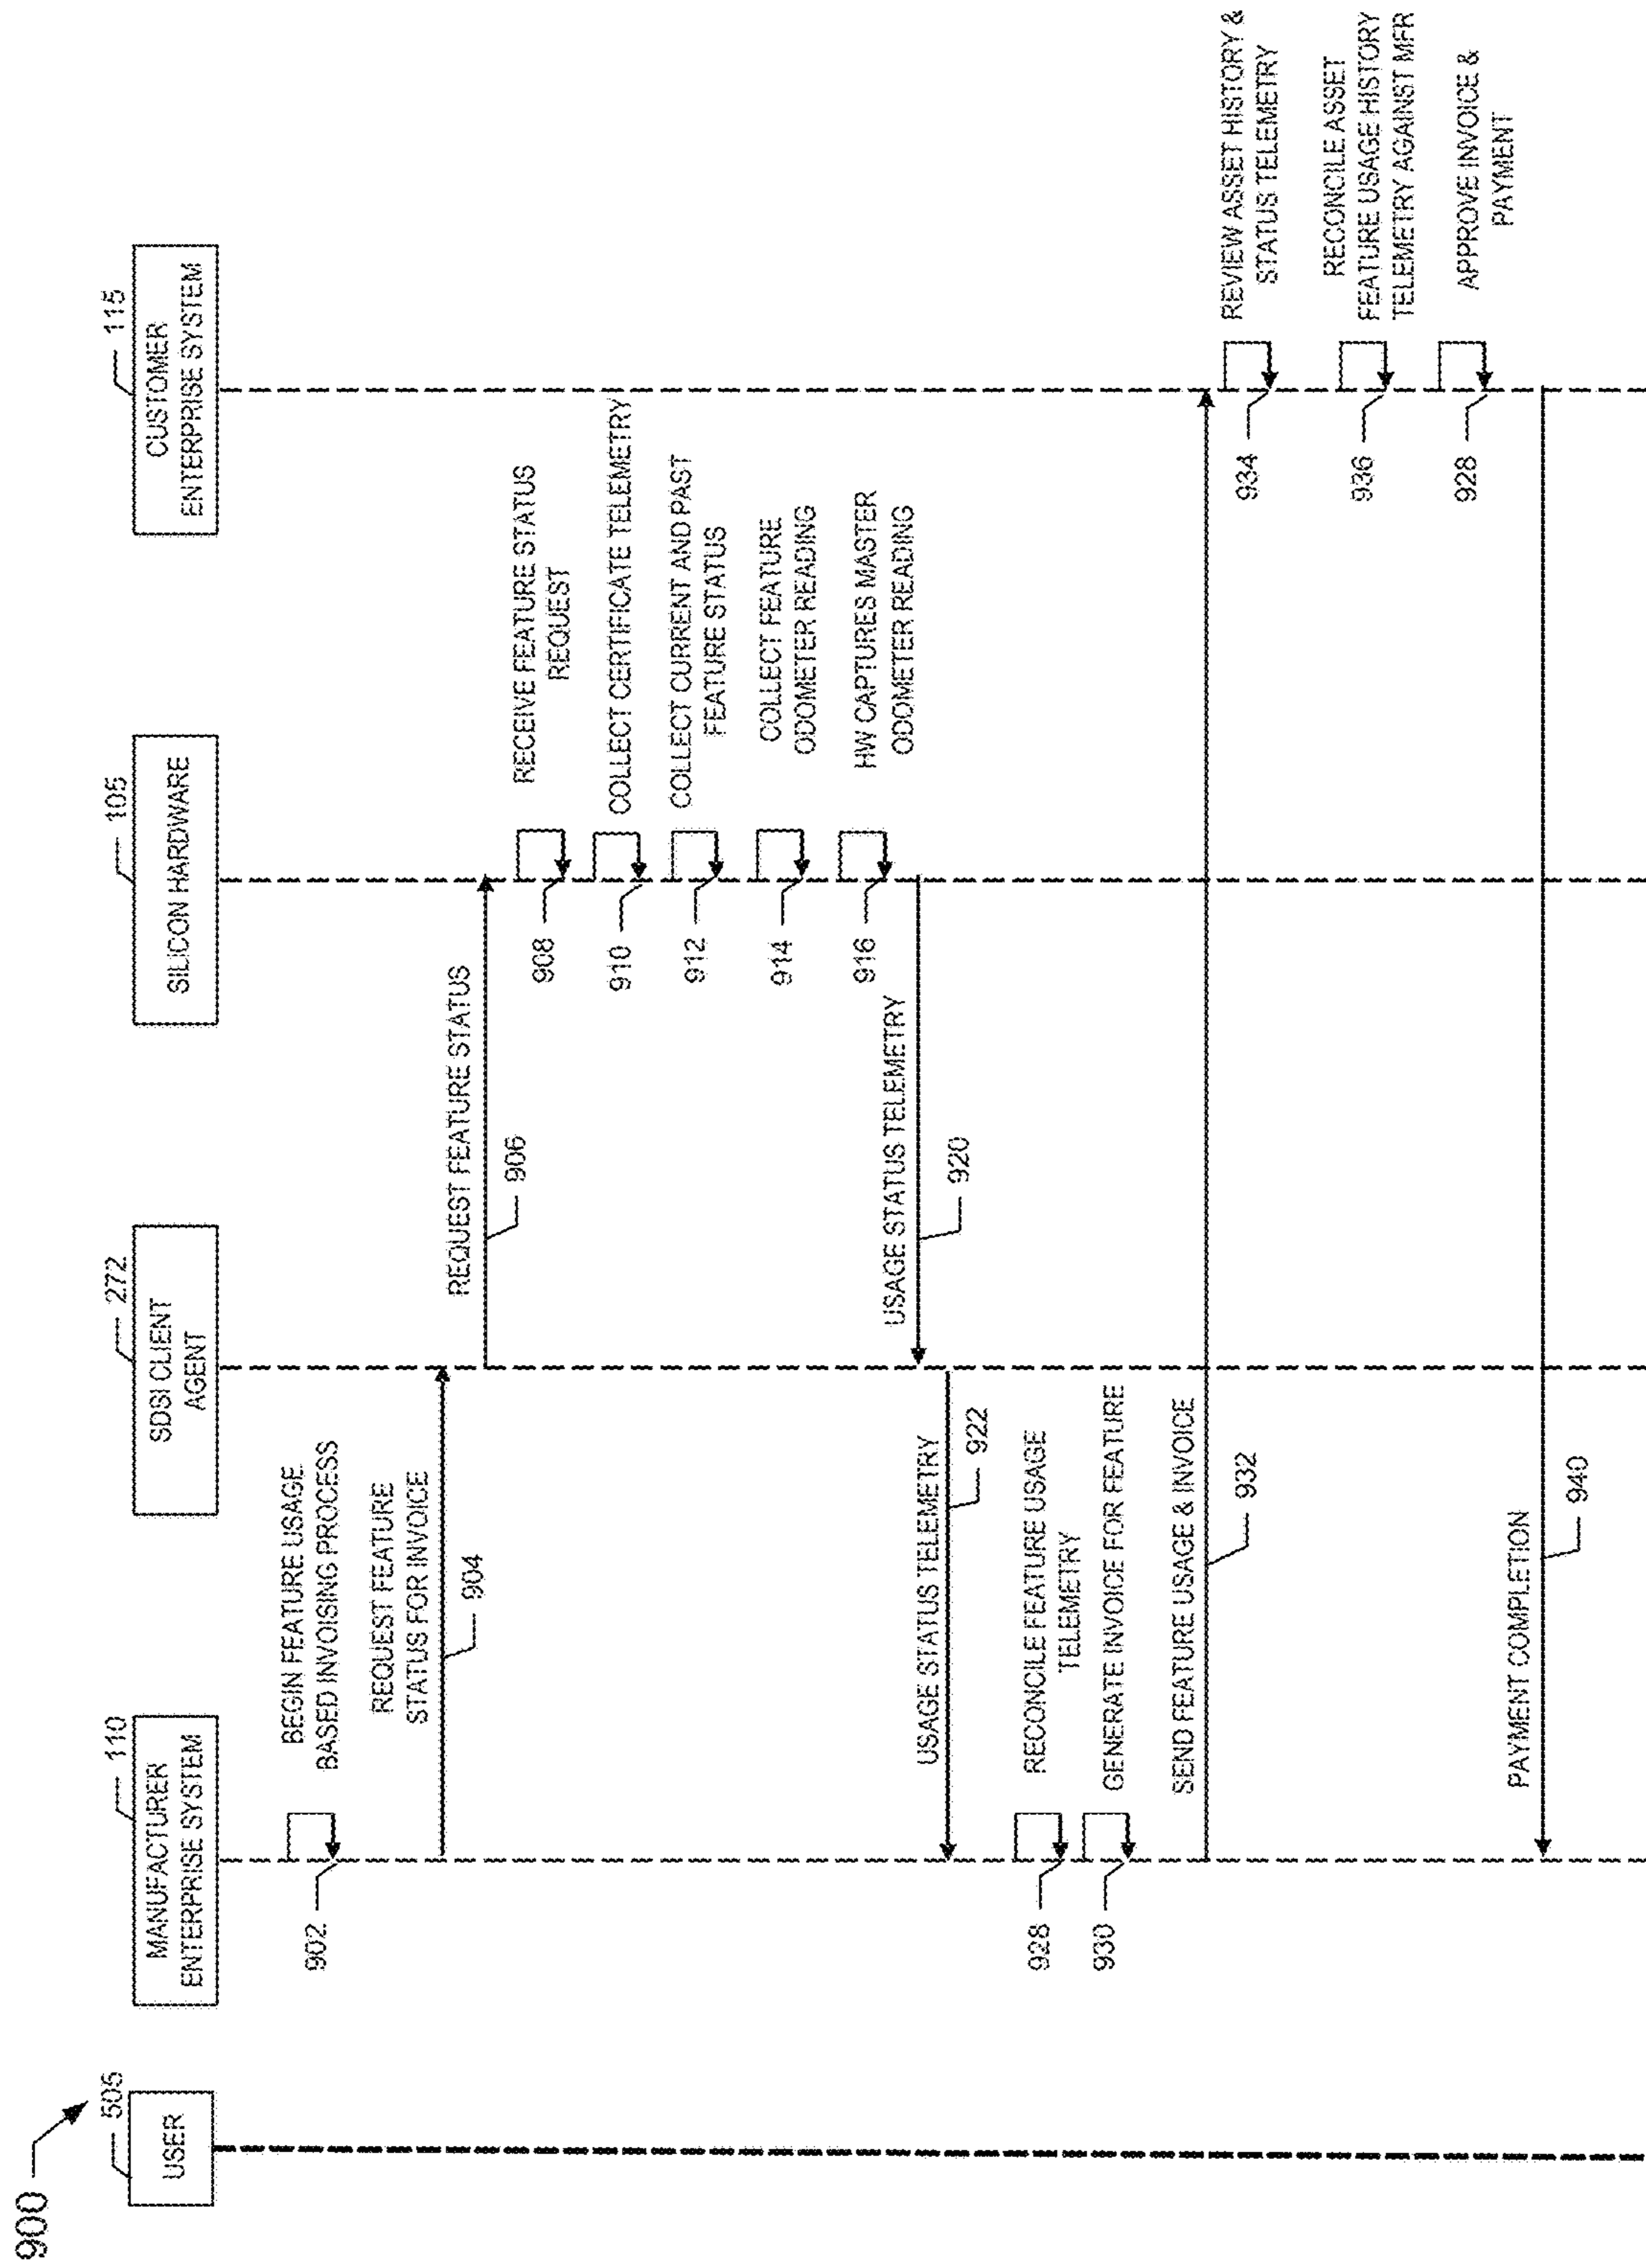 900
505
USER
110
MANUFACTURER
ENTERPRISE SYSTEM
272
SDSI CLIENT
AGENT
105
SILICON HARDWARE
115
CUSTOMER
ENTERPRISE SYSTEM
BEGIN FEATURE USAGE
BASED INVOISING PROCESS
902
REQUEST FEATURE
STATUS FOR INVOICE
904
REQUEST FEATURE STATUS
906
RECEIVE FEATURE STATUS
REQUEST
908
COLLECT CERTIFICATE TELEMETRY
910
COLLECT CURRENT AND PAST
FEATURE STATUS
912
COLLECT FEATURE
ODOMETER READING
914
HW CAPTURES MASTER
ODOMETER READING
916
USAGE STATUS TELEMETRY
920
USAGE STATUS TELEMETRY
922
RECONCILE FEATURE USAGE
TELEMETRY
928
GENERATE INVOICE FOR FEATURE
930
SEND FEATURE USAGE & INVOICE
932
REVIEW ASSET HISTORY &
STATUS TELEMETRY
934
RECONCILE ASSET
FEATURE USAGE HISTORY
TELEMETRY AGAINST MFR
936
APPROVE INVOICE &
PAYMENT
928
PAYMENT COMPLETION
940